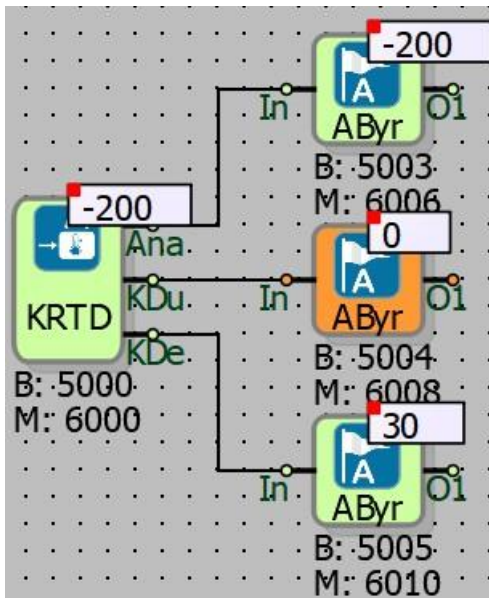 -200
A
In
O1
AByr
B: 5003
M: 6006
-200
Ana
0
A
KDu
In
O1
KRTD
AByr
KDe
B: 5004
B: 5000
M: 6008
M: 6000
30
A
In
O1
AByr
B: 5005
M: 6010